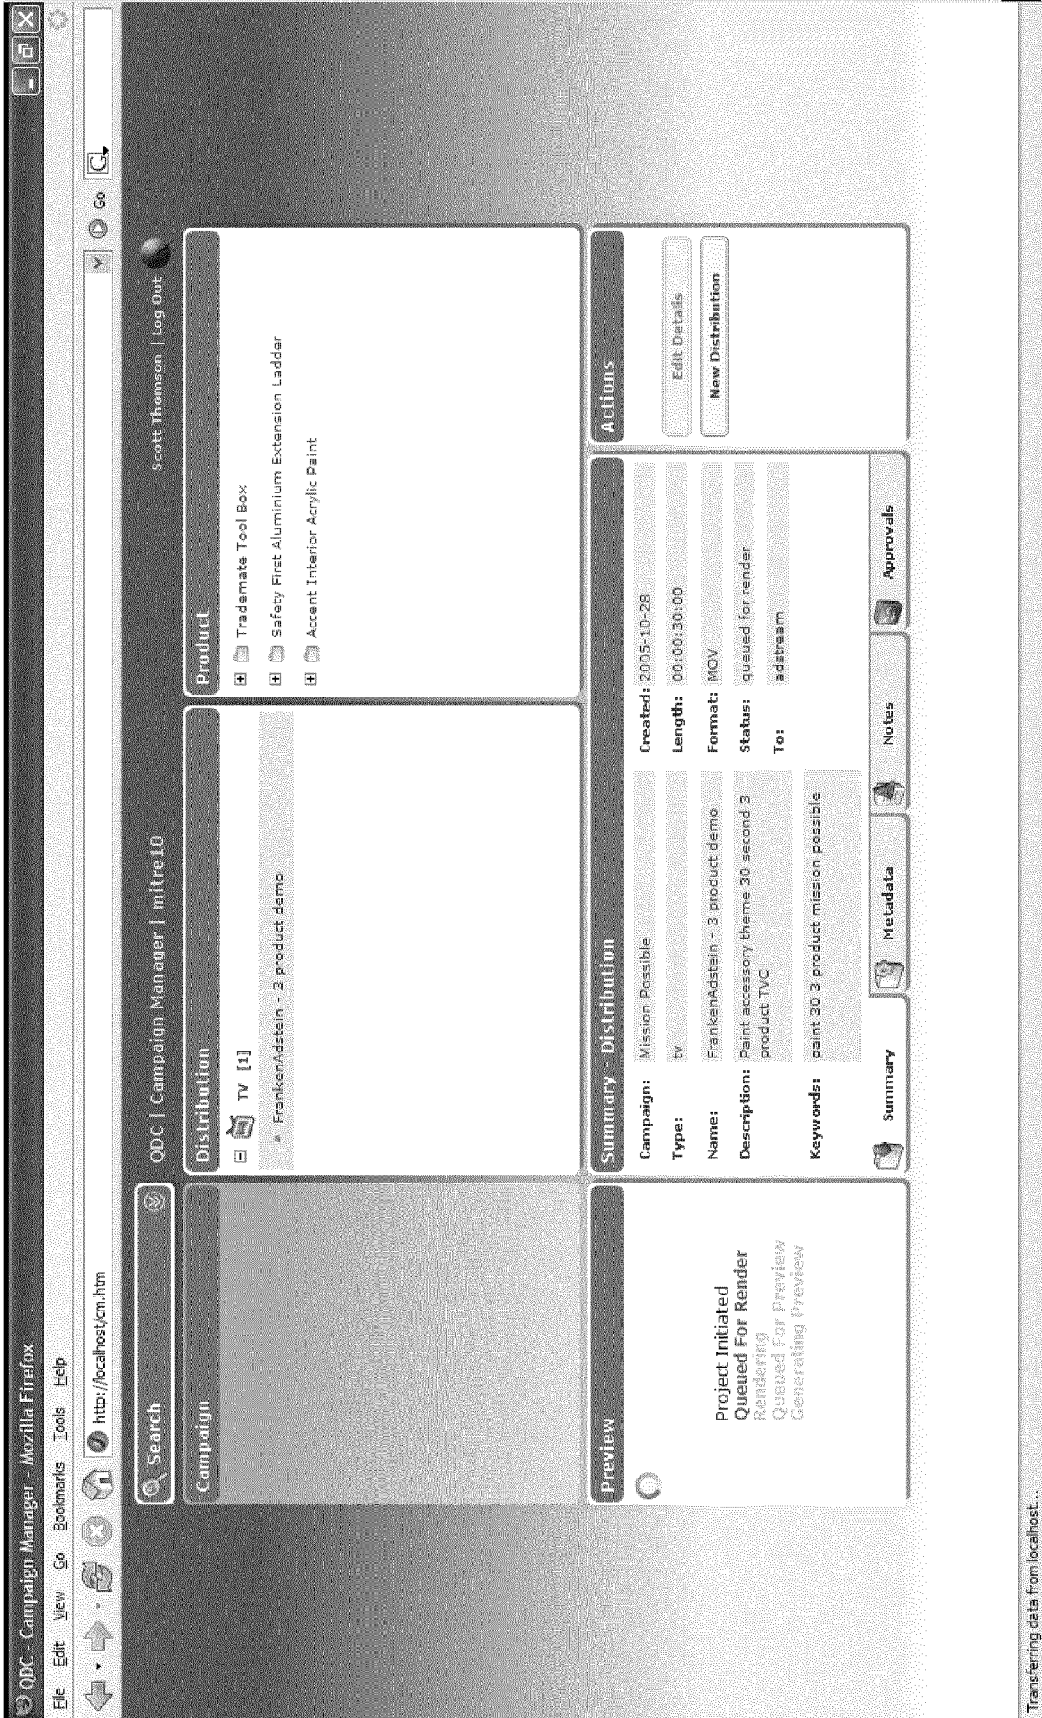 QDC - Campaign Manager - Mozilla Firefox
File Edit View Go Bookmarks Tools Help
http://localhost/cm.htm
Go
Search
QDC | Campaign Manager | mitre10
Scott Thomson | Log Out
Campaign
Distribution
TV [1]
FrankenAdstein - 3 product demo
Product
Trademate Tool Box
Safety First Aluminium Extension Ladder
Accent Interior Acrylic Paint
Preview
Project Initiated
Queued For Render
Rendering
Queued For Preview
Generating Preview
Summary - Distribution
Campaign: Mission Possible
Type: tv
Name: FrankenAdstein - 3 product demo
Description: Paint accessory theme 30 second 3
product TVC
Keywords: paint 30 3 product mission possible
Created: 2005-10-28
Length: 00:00:30:00
Format: MOV
Status: queued for render
To: adstream
Summary
Metadata
Notes
Approvals
Actions
Edit Details
New Distribution
Transferring data from localhost...